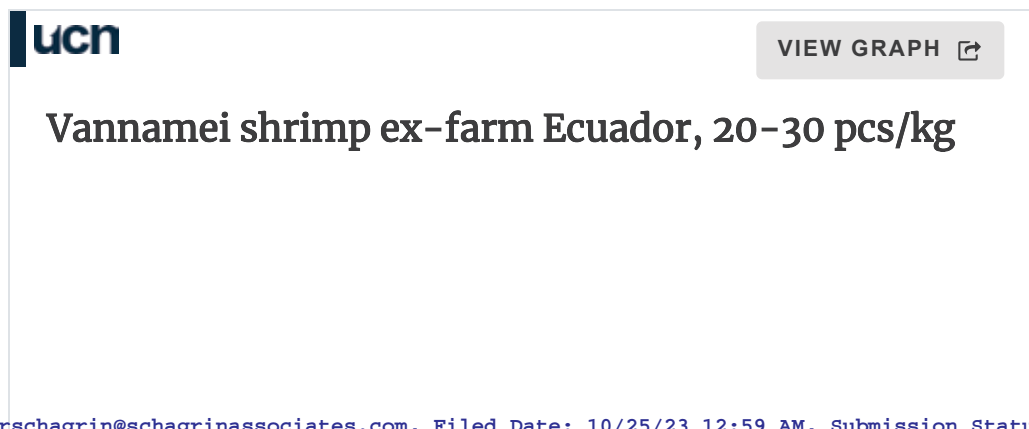 ucn
VIEW GRAPH
Vannamei shrimp ex-farm Ecuador, 20-30 pcs/kg
rschagrin@schagrinassociates.com, Filed Date: 10/25/23 12:59 AM, Submission